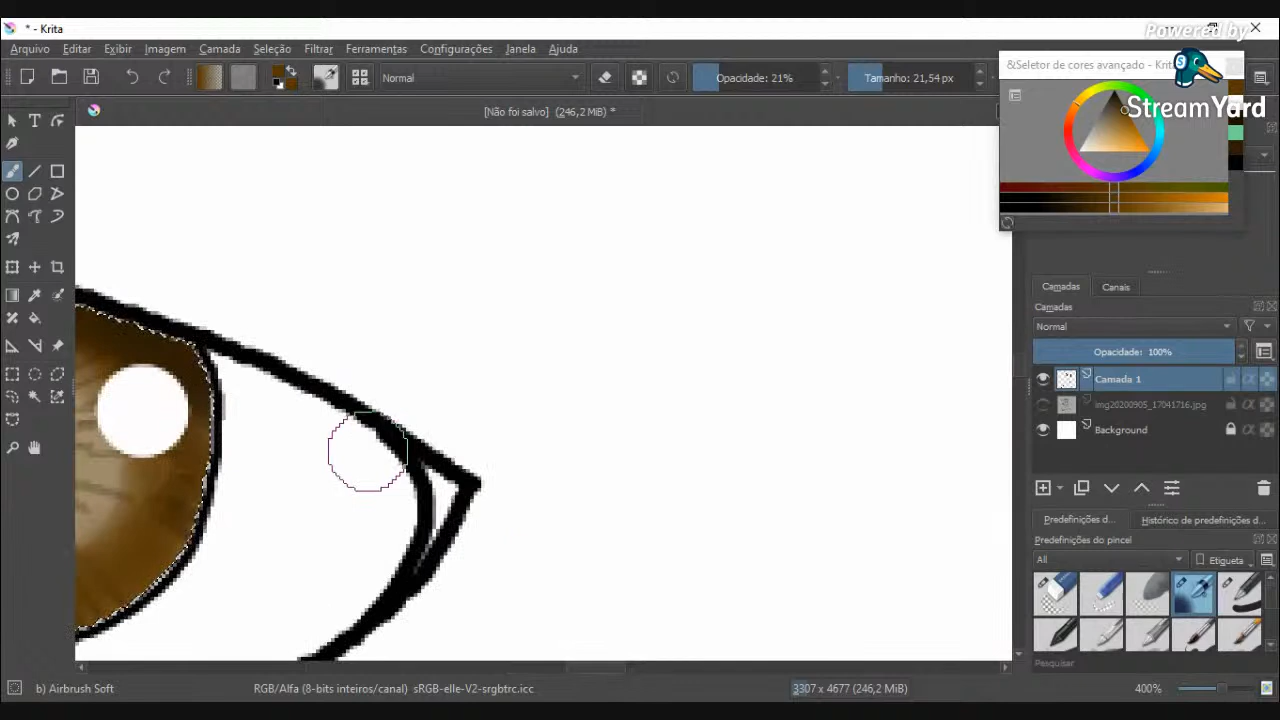 * - Krita
Powered by
Arquivo Editar Exibir Imagem Camada Seleção Filtrar Ferramentas Configurações Janela Ajuda
&Seletor de cores avançado - Krit
StreamYard
Normal
Opacidade: 21%
Tamanho: 21,54 px
[Não foi salvo] (246,2 MiB) *
Camadas Canais
Camadas
Normal
Opacidade: 100%
Camada 1
img20200905_17041716.jpg
Background
Predefinições d... Histórico de predefinições d...
Predefinições do pincel
All
Etiqueta
Pesquisar
b) Airbrush Soft
RGB/Alfa (8-bits inteiros/canal) sRGB-elle-V2-srgbtrc.icc
3307 x 4677 (246,2 MiB)
400%